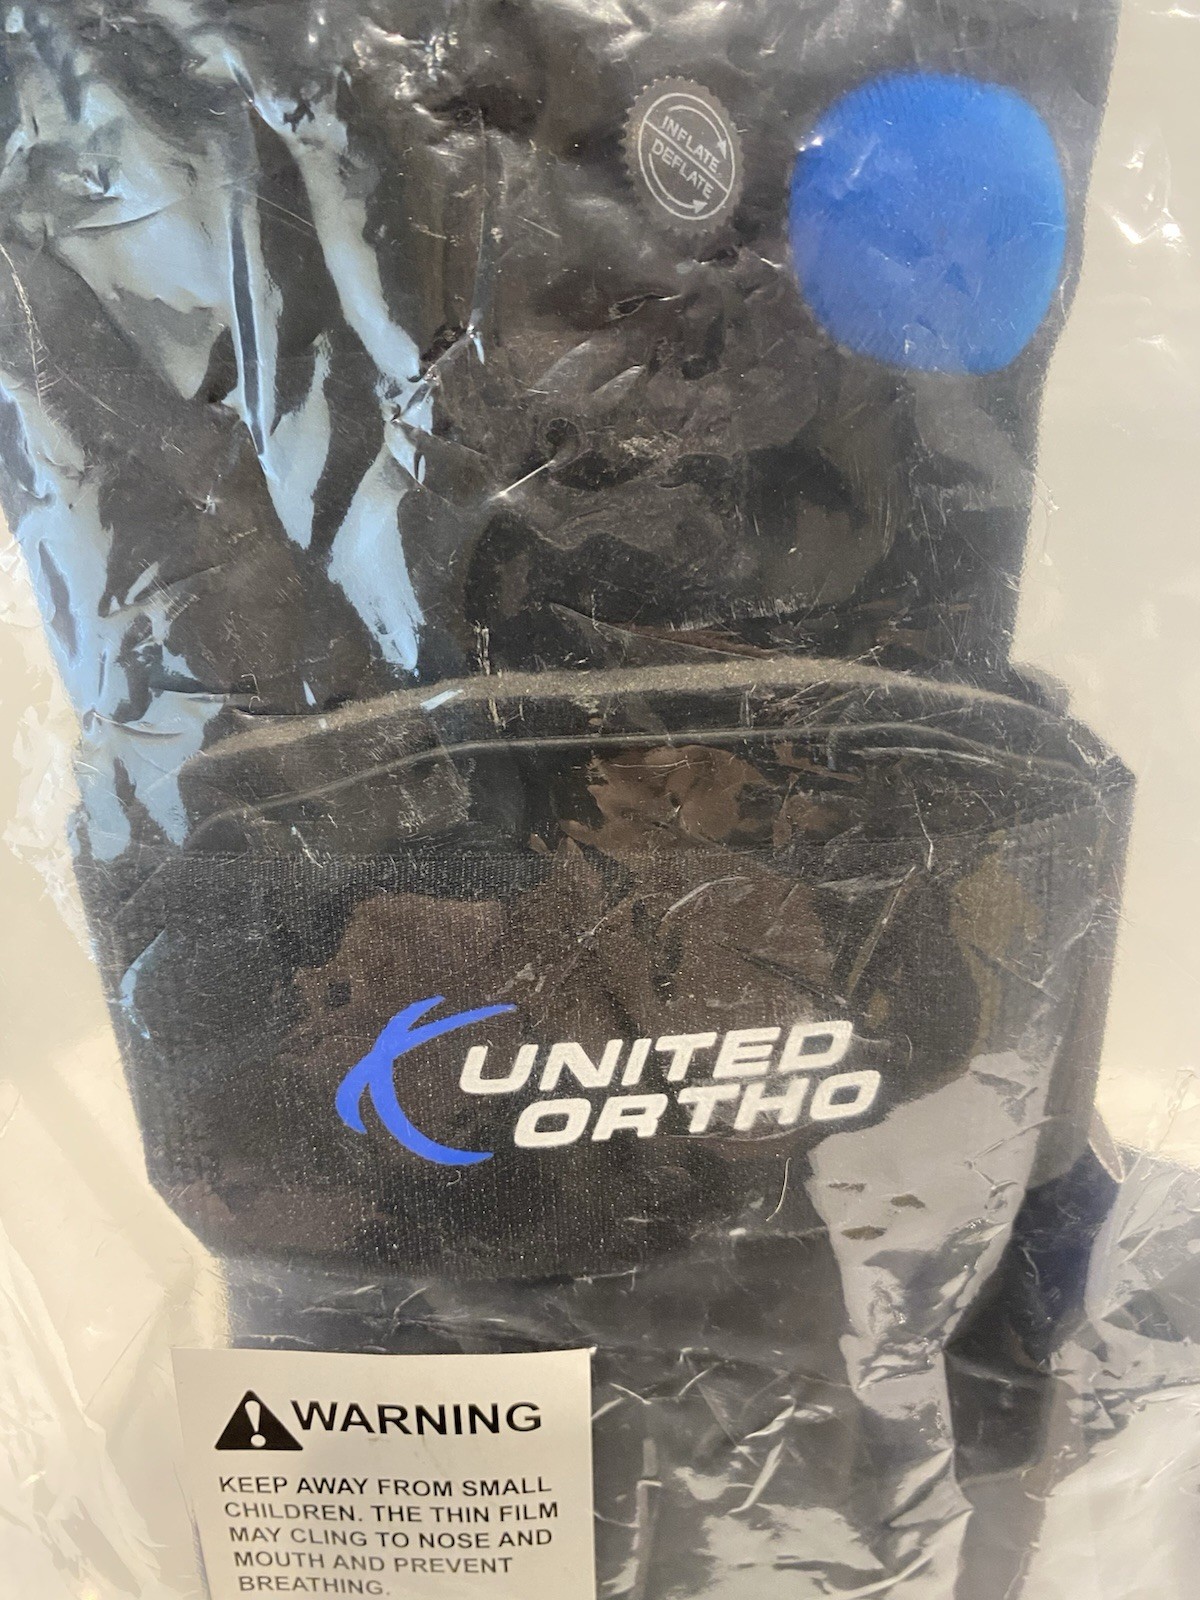 INFLATE
DEFLATE
UNITED
ORTHO
WARNING
KEEP AWAY FROM SMALL
CHILDREN. THE THIN FILM
MAY CLING TO NOSE AND
MOUTH AND PREVENT
BREATHING.